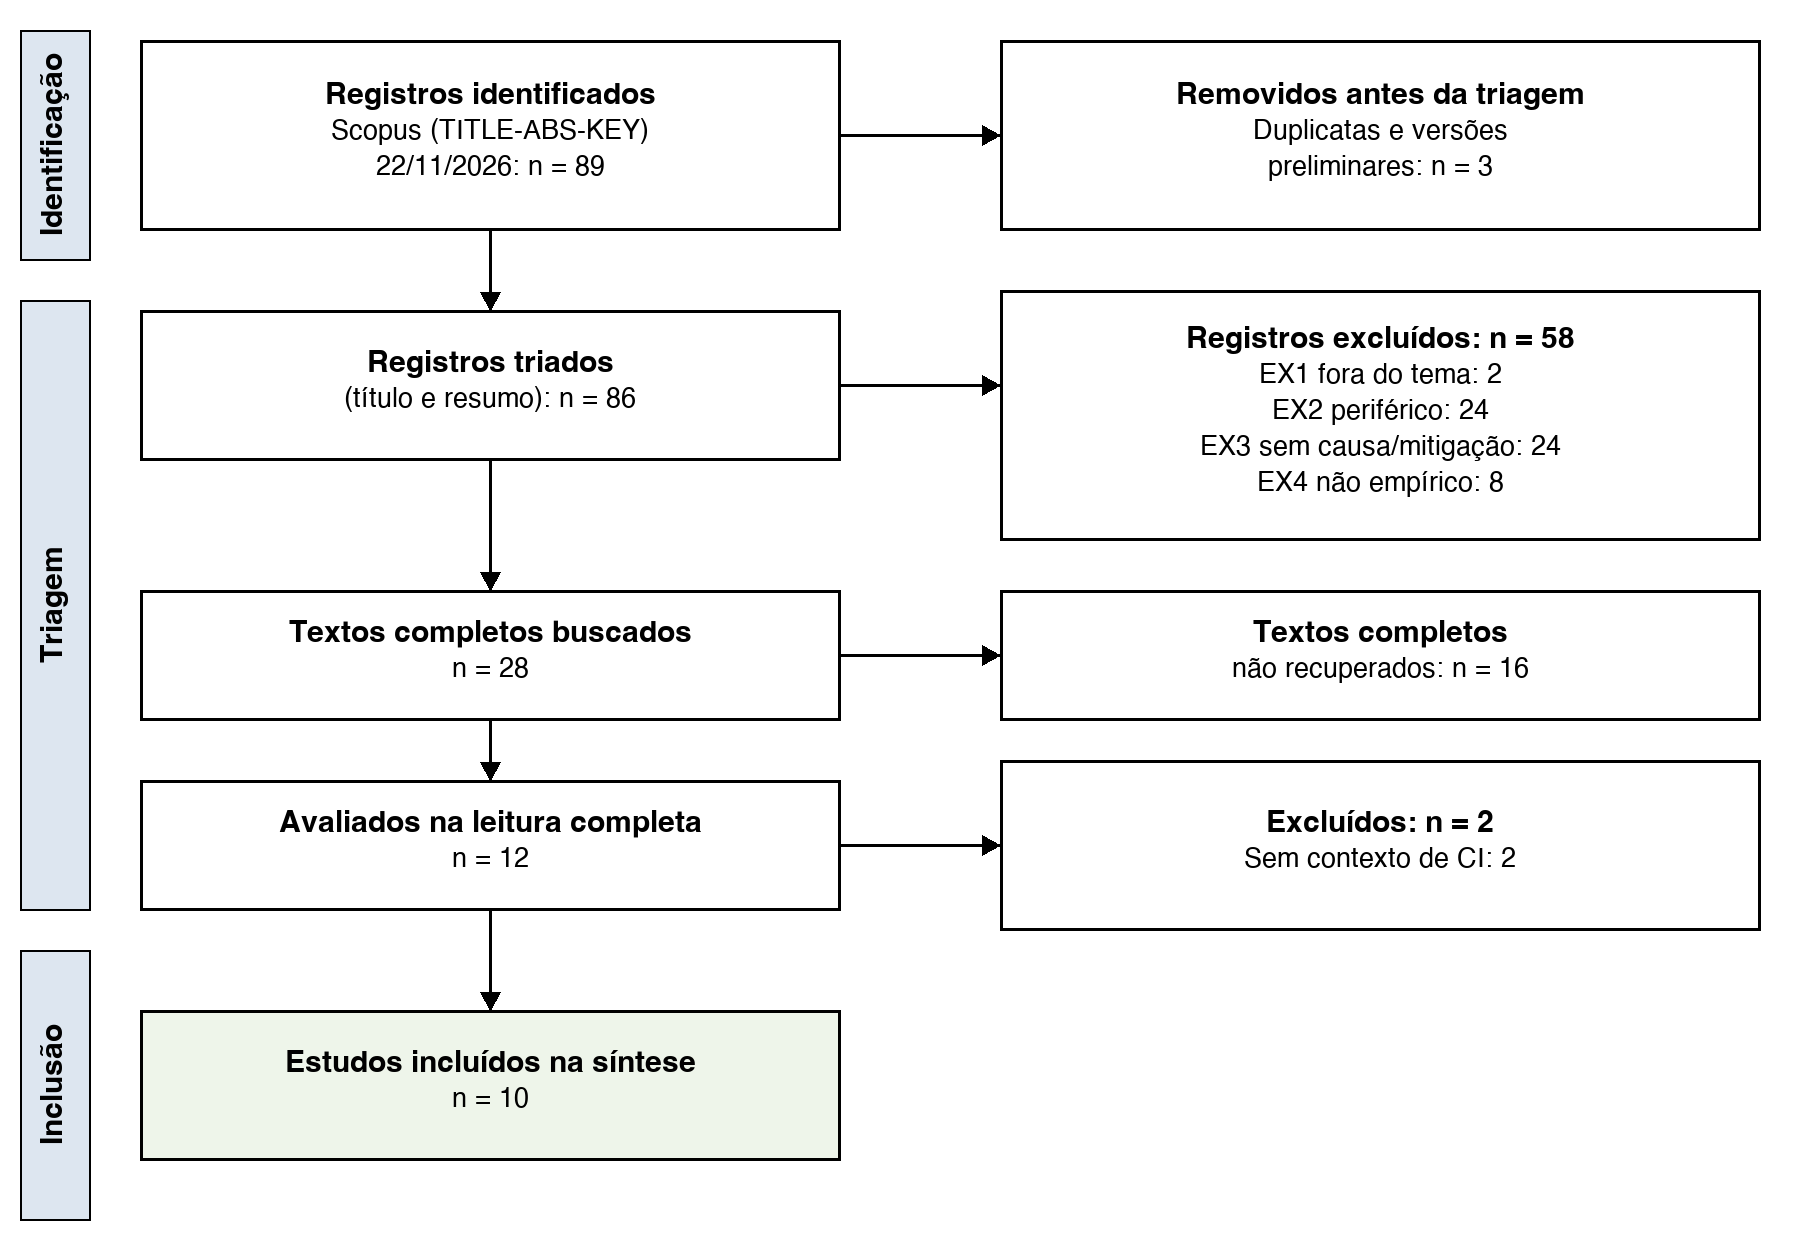 Identificação
Registros identificados
Scopus (TITLE-ABS-KEY)
22/11/2026: n = 89
Removidos antes da triagem
Duplicatas e versões
preliminares: n = 3
Triagem
Registros triados
(título e resumo): n = 86
Registros excluídos: n = 58
EX1 fora do tema: 2
EX2 periférico: 24
EX3 sem causa/mitigação: 24
EX4 não empírico: 8
Textos completos buscados
n = 28
Textos completos
não recuperados: n = 16
Avaliados na leitura completa
n = 12
Excluídos: n = 2
Sem contexto de CI: 2
Inclusão
Estudos incluídos na síntese
n = 10